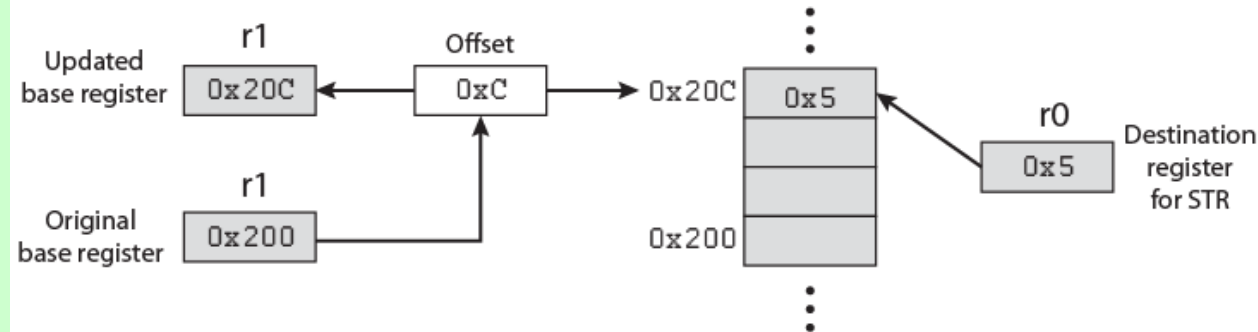 r1
Offset
Updated
base register
0x20C
0xC
0x20C
0x5
r0
Destination
register
for STR
0x5
r1
Original
base register
0x200
0x200